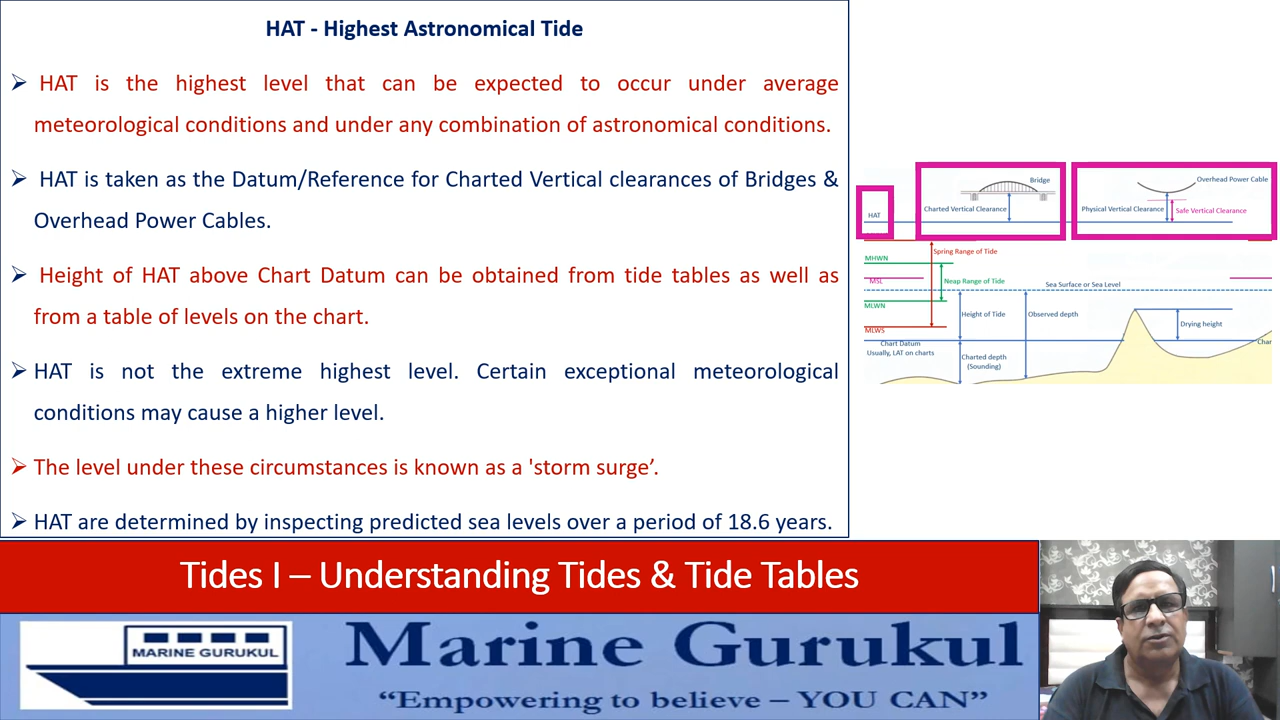 HAT - Highest Astronomical Tide
➢ HAT is the highest level that can be expected to occur under average
meteorological conditions and under any combination of astronomical conditions.
➢ HAT is taken as the Datum/Reference for Charted Vertical clearances of Bridges &
Overhead Power Cables.
➢ Height of HAT above Chart Datum can be obtained from tide tables as well as
from a table of levels on the chart.
➢ HAT is not the extreme highest level. Certain exceptional meteorological
conditions may cause a higher level.
➢ The level under these circumstances is known as a 'storm surge’.
➢ HAT are determined by inspecting predicted sea levels over a period of 18.6 years.
Bridge
Overhead Power Cable
HAT
Charted Vertical Clearance
Physical Vertical Clearance
Safe Vertical Clearance
Spring Range of Tide
MHWN
MSL
Neap Range of Tide
Sea Surface or Sea Level
MLWN
Height of Tide
Observed depth
Drying height
MLWS
Chart Datum
Usually, LAT on charts
Charted depth
(Sounding)
Char
Tides I – Understanding Tides & Tide Tables
MARINE GURUKUL
Marine Gurukul
“Empowering to believe – YOU CAN”